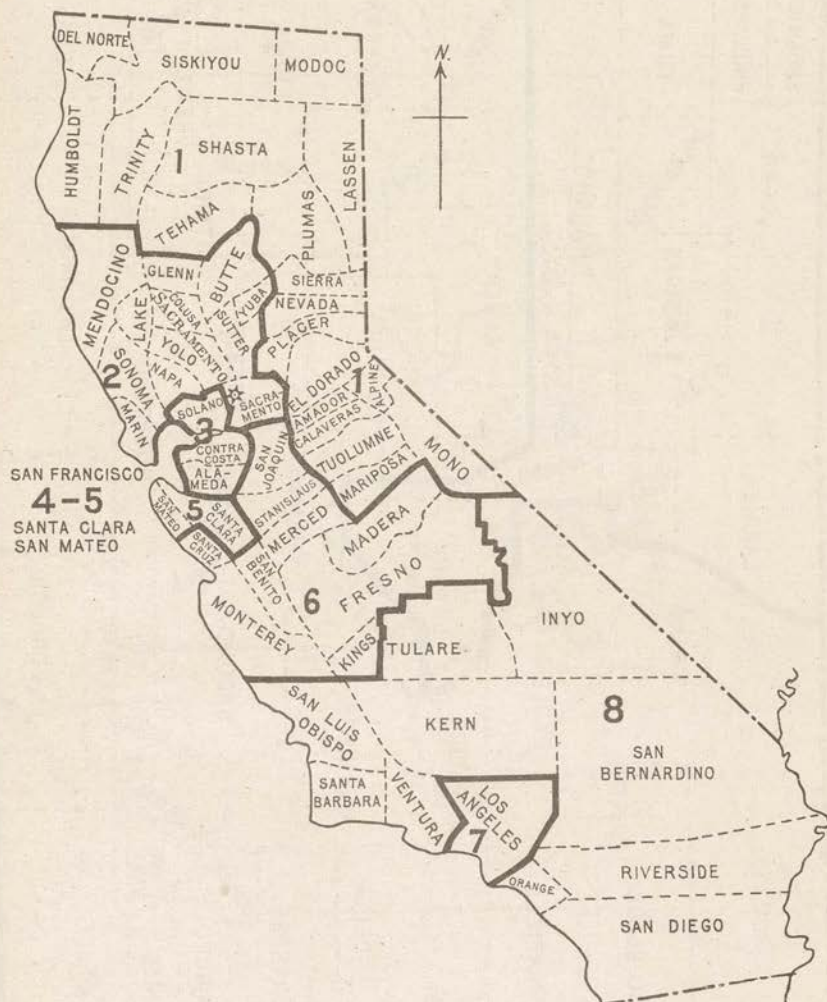 N.
DEL NORTE
SISKIYOU
MODOC
HUMBOLDT
TRINITY
1
SHASTA
LASSEN
TEHAMA
PLUMAS
MENDOCINO
GLENN
BUTTE
SIERRA
LAKE
COLUSA
SUTTER
YUBA
NEVADA
PLACER
SACRAMENTO
YOLO
2
SONOMA
NAPA
MARIN
SOLANO
SACRA-
MENTO
EL DORADO
1
ALPINE
AMADOR
CALAVERAS
3
CONTRA
COSTA
ALA-
MEDA
SAN
JOAQUIN
TUOLUMNE
MONO
MARIPOSA
STANISLAUS
SAN FRANCISCO
4-5
SANTA CLARA
SAN MATEO
5
SAN
MATEO
SANTA
CLARA
SANTA
CRUZ
MERCED
MADERA
SAN
BENITO
6
FRESNO
MONTEREY
KINGS
TULARE
INYO
SAN LUIS
OBISPO
KERN
8
SAN
BERNARDINO
SANTA
BARBARA
VENTURA
LOS
ANGELES
7
ORANGE
RIVERSIDE
SAN DIEGO